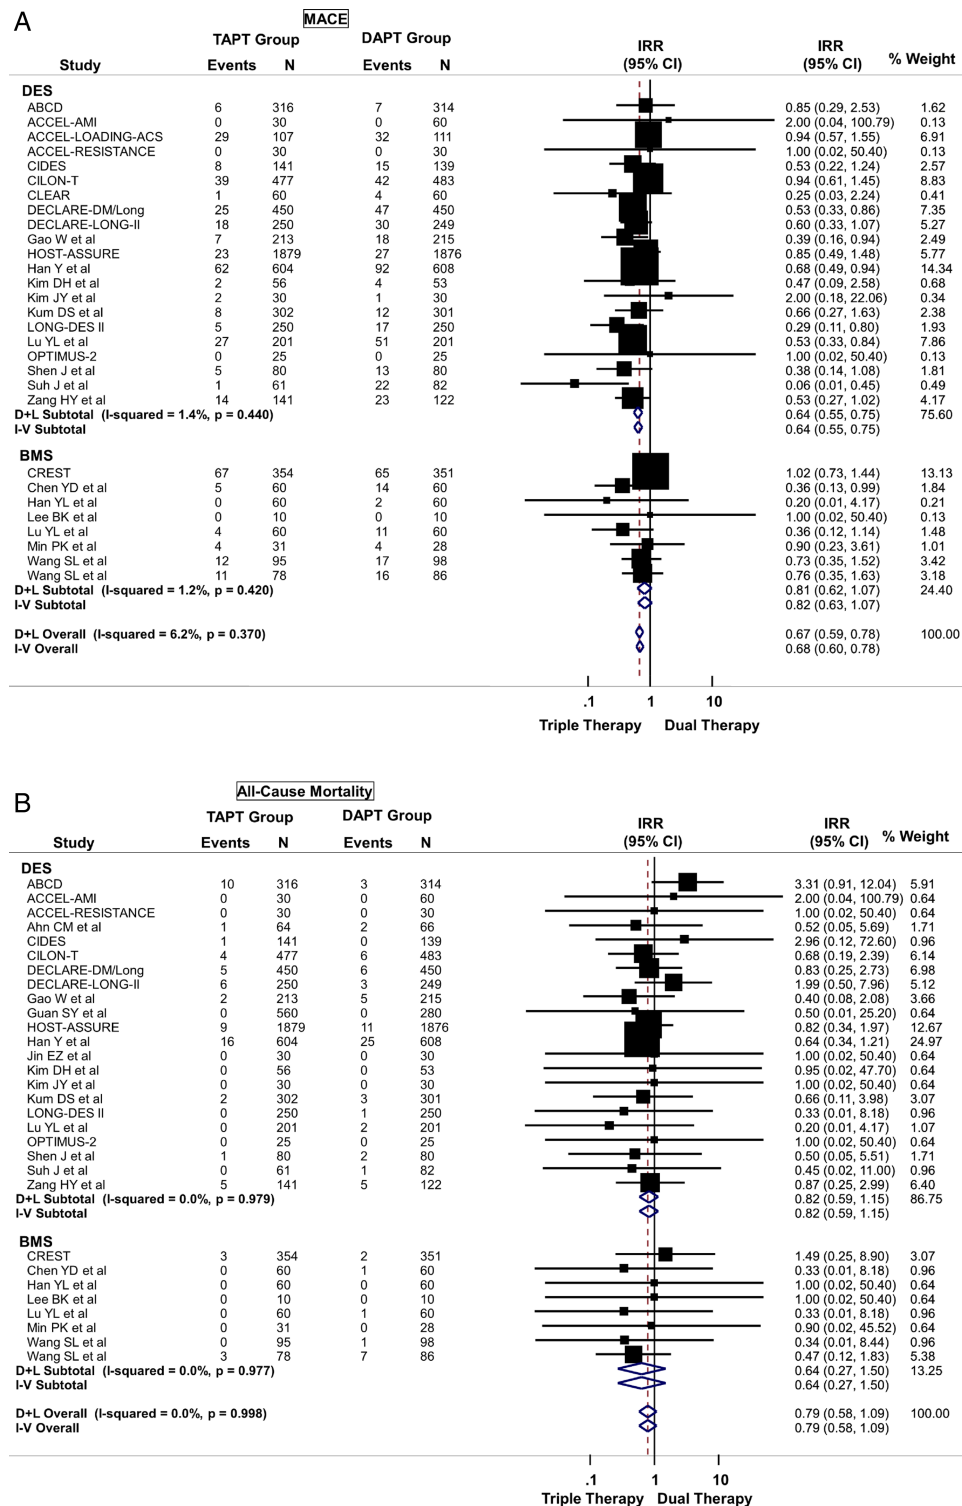 A
MACE
TAPT Group DAPT Group
IRR IRR
Study Events N Events N (95% CI) (95% CI) % Weight
DES
ABCD 6 316 7 314 0.85 (0.29, 2.53) 1.62
ACCEL-AMI 0 30 0 60 2.00 (0.04, 100.79) 0.13
ACCEL-LOADING-ACS 29 107 32 111 0.94 (0.57, 1.55) 6.91
ACCEL-RESISTANCE 0 30 0 30 1.00 (0.02, 50.40) 0.13
CIDES 8 141 15 139 0.53 (0.22, 1.24) 2.57
CILON-T 39 477 42 483 0.94 (0.61, 1.45) 8.83
CLEAR 1 60 4 60 0.25 (0.03, 2.24) 0.41
DECLARE-DM/Long 25 450 47 450 0.53 (0.33, 0.86) 7.35
DECLARE-LONG-II 18 250 30 249 0.60 (0.33, 1.07) 5.27
Gao W et al 7 213 18 215 0.39 (0.16, 0.94) 2.49
HOST-ASSURE 23 1879 27 1876 0.85 (0.49, 1.48) 5.77
Han Y et al 62 604 92 608 0.68 (0.49, 0.94) 14.34
Kim DH et al 2 56 4 53 0.47 (0.09, 2.58) 0.68
Kim JY et al 2 30 1 30 2.00 (0.18, 22.06) 0.34
Kum DS et al 8 302 12 301 0.66 (0.27, 1.63) 2.38
LONG-DES II 5 250 17 250 0.29 (0.11, 0.80) 1.93
Lu YL et al 27 201 51 201 0.53 (0.33, 0.84) 7.86
OPTIMUS-2 0 25 0 25 1.00 (0.02, 50.40) 0.13
Shen J et al 5 80 13 80 0.38 (0.14, 1.08) 1.81
Suh J et al 1 61 22 82 0.06 (0.01, 0.45) 0.49
Zang HY et al 14 141 23 122 0.53 (0.27, 1.02) 4.17
D+L Subtotal (I-squared = 1.4%, p = 0.440) 0.64 (0.55, 0.75) 75.60
I-V Subtotal 0.64 (0.55, 0.75)
BMS
CREST 67 354 65 351 1.02 (0.73, 1.44) 13.13
Chen YD et al 5 60 14 60 0.36 (0.13, 0.99) 1.84
Han YL et al 0 60 2 60 0.20 (0.01, 4.17) 0.21
Lee BK et al 0 10 0 10 1.00 (0.02, 50.40) 0.13
Lu YL et al 4 60 11 60 0.36 (0.12, 1.14) 1.48
Min PK et al 4 31 4 28 0.90 (0.23, 3.61) 1.01
Wang SL et al 12 95 17 98 0.73 (0.35, 1.52) 3.42
Wang SL et al 11 78 16 86 0.76 (0.35, 1.63) 3.18
D+L Subtotal (I-squared = 1.2%, p = 0.420) 0.81 (0.62, 1.07) 24.40
I-V Subtotal 0.82 (0.63, 1.07)
D+L Overall (I-squared = 6.2%, p = 0.370) 0.67 (0.59, 0.78) 100.00
I-V Overall 0.68 (0.60, 0.78)
.1 1 10
Triple Therapy Dual Therapy
B
All-Cause Mortality
TAPT Group DAPT Group
IRR IRR
Study Events N Events N (95% CI) (95% CI) % Weight
DES
ABCD 10 316 3 314 3.31 (0.91, 12.04) 5.91
ACCEL-AMI 0 30 0 60 2.00 (0.04, 100.79) 0.64
ACCEL-RESISTANCE 0 30 0 30 1.00 (0.02, 50.40) 0.64
Ahn CM et al 1 64 2 66 0.52 (0.05, 5.69) 1.71
CIDES 1 141 0 139 2.96 (0.12, 72.60) 0.96
CILON-T 4 477 6 483 0.68 (0.19, 2.39) 6.14
DECLARE-DM/Long 5 450 6 450 0.83 (0.25, 2.73) 6.98
DECLARE-LONG-II 6 250 3 249 1.99 (0.50, 7.96) 5.12
Gao W et al 2 213 5 215 0.40 (0.08, 2.08) 3.66
Guan SY et al 0 560 0 280 0.50 (0.01, 25.20) 0.64
HOST-ASSURE 9 1879 11 1876 0.82 (0.34, 1.97) 12.67
Han Y et al 16 604 25 608 0.64 (0.34, 1.21) 24.97
Jin EZ et al 0 30 0 30 1.00 (0.02, 50.40) 0.64
Kim DH et al 0 56 0 53 0.95 (0.02, 47.70) 0.64
Kim JY et al 0 30 0 30 1.00 (0.02, 50.40) 0.64
Kum DS et al 2 302 3 301 0.66 (0.11, 3.98) 3.07
LONG-DES II 0 250 1 250 0.33 (0.01, 8.18) 0.96
Lu YL et al 0 201 2 201 0.20 (0.01, 4.17) 1.07
OPTIMUS-2 0 25 0 25 1.00 (0.02, 50.40) 0.64
Shen J et al 1 80 2 80 0.50 (0.05, 5.51) 1.71
Suh J et al 0 61 1 82 0.45 (0.02, 11.00) 0.96
Zang HY et al 5 141 5 122 0.87 (0.25, 2.99) 6.40
D+L Subtotal (I-squared = 0.0%, p = 0.979) 0.82 (0.59, 1.15) 86.75
I-V Subtotal 0.82 (0.59, 1.15)
BMS
CREST 3 354 2 351 1.49 (0.25, 8.90) 3.07
Chen YD et al 0 60 1 60 0.33 (0.01, 8.18) 0.96
Han YL et al 0 60 0 60 1.00 (0.02, 50.40) 0.64
Lee BK et al 0 10 0 10 1.00 (0.02, 50.40) 0.64
Lu YL et al 0 60 1 60 0.33 (0.01, 8.18) 0.96
Min PK et al 0 31 0 28 0.90 (0.02, 45.52) 0.64
Wang SL et al 0 95 1 98 0.34 (0.01, 8.44) 0.96
Wang SL et al 3 78 7 86 0.47 (0.12, 1.83) 5.38
D+L Subtotal (I-squared = 0.0%, p = 0.977) 0.64 (0.27, 1.50) 13.25
I-V Subtotal 0.64 (0.27, 1.50)
D+L Overall (I-squared = 0.0%, p = 0.998) 0.79 (0.58, 1.09) 100.00
I-V Overall 0.79 (0.58, 1.09)
.1 1 10
Triple Therapy Dual Therapy